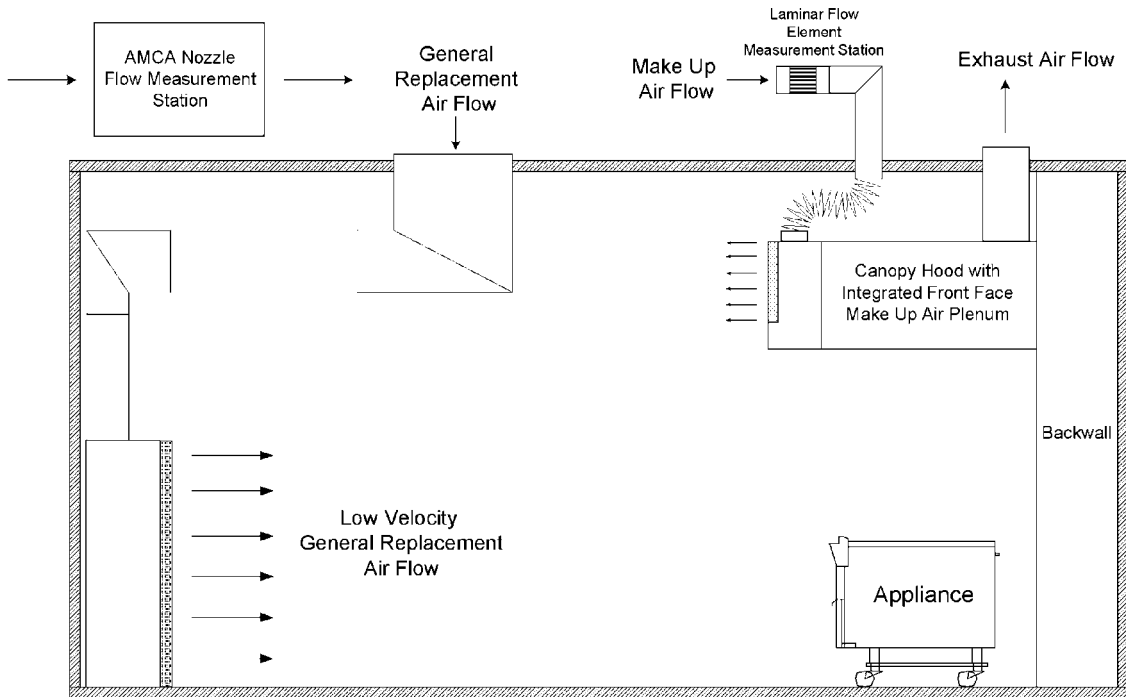 AMCA Nozzle
Flow Measurement
Station
General
Replacement
Air Flow
Make Up
Air Flow
Laminar Flow
Element
Measurement Station
Exhaust Air Flow
Canopy Hood with
Integrated Front Face
Make Up Air Plenum
Backwall
Low Velocity
General Replacement
Air Flow
Appliance